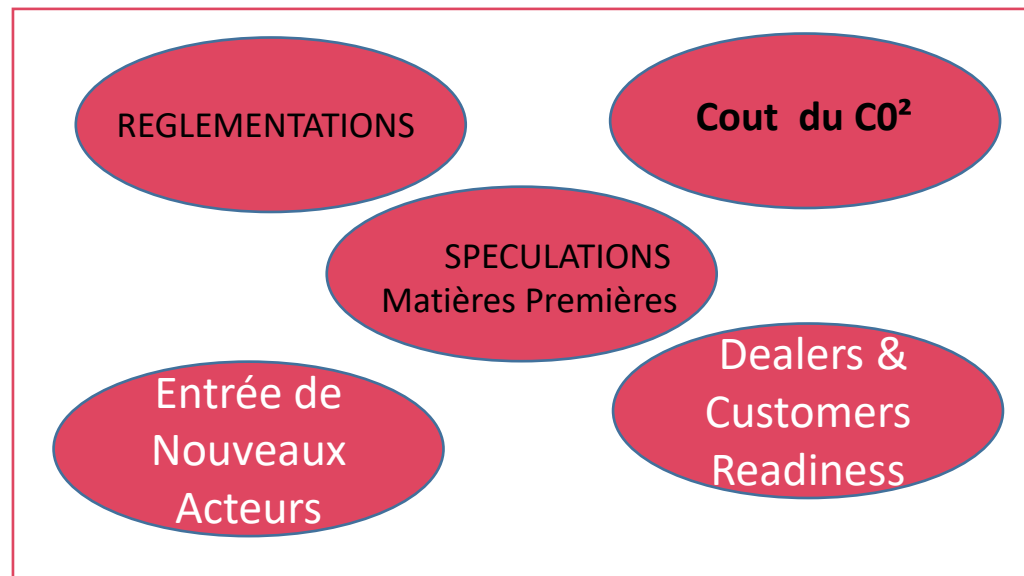 REGLEMENTATIONS
Cout du C0²
SPECULATIONS
Matières Premières
Entrée de
Nouveaux
Acteurs
Dealers &
Customers
Readiness